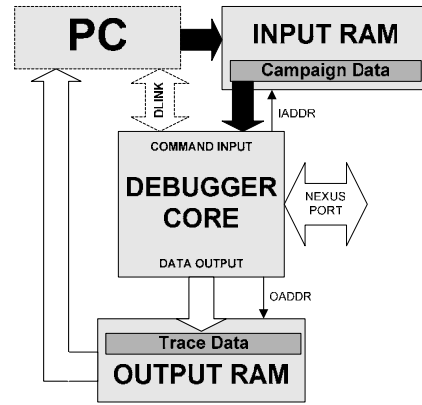 PC
INPUT RAM
Campaign Data
DLINK
IADDR
COMMAND INPUT
DEBUGGER
CORE
NEXUS
PORT
DATA OUTPUT
OADDR
Trace Data
OUTPUT RAM